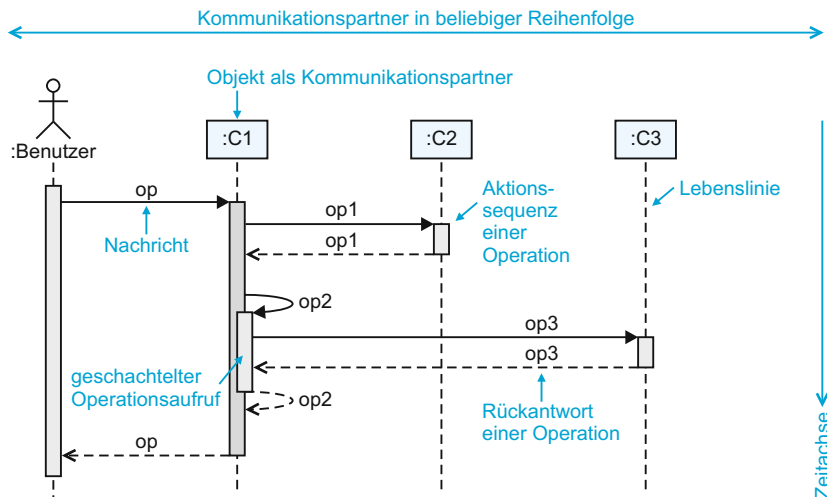 Kommunikationspartner in beliebiger Reihenfolge
Objekt als Kommunikationspartner
:Benutzer
:C1
:C2
:C3
op
Nachricht
op1
op1
Aktions-
sequenz
einer
Operation
Lebenslinie
op2
op3
op3
geschachtelter
Operationsaufruf
op2
Rückantwort
einer Operation
op
Zeitachse